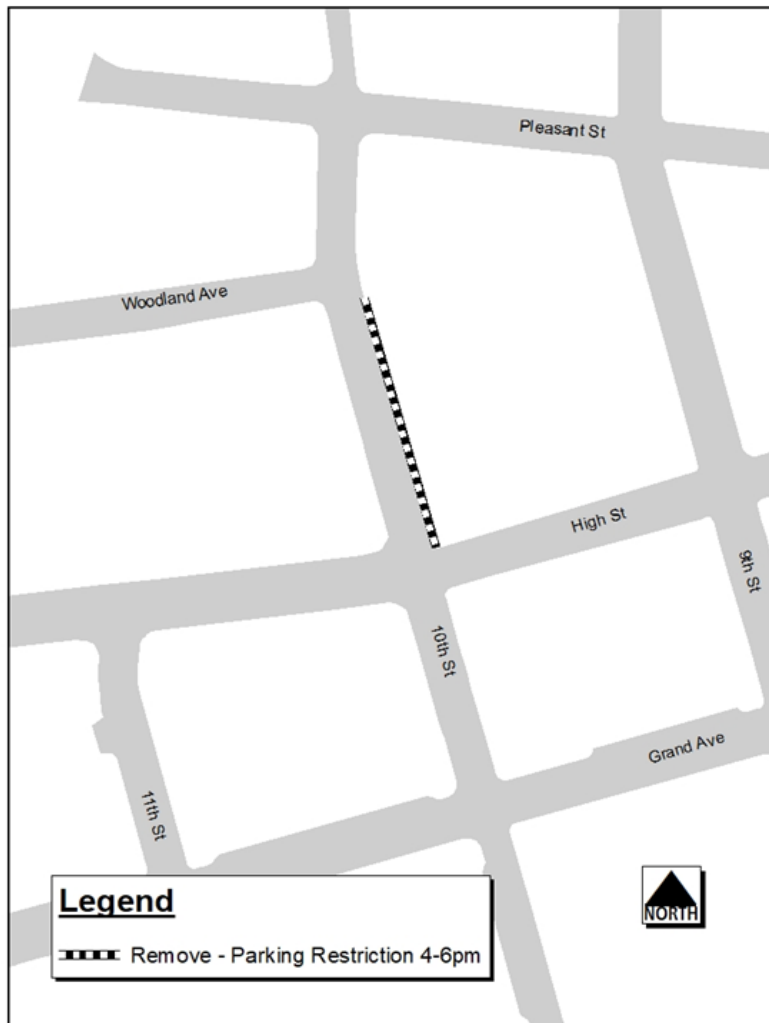 Pleasant St
Woodland Ave
High St
9th St
10th St
Grand Ave
11th St
Legend
Remove - Parking Restriction 4-6pm
NORTH